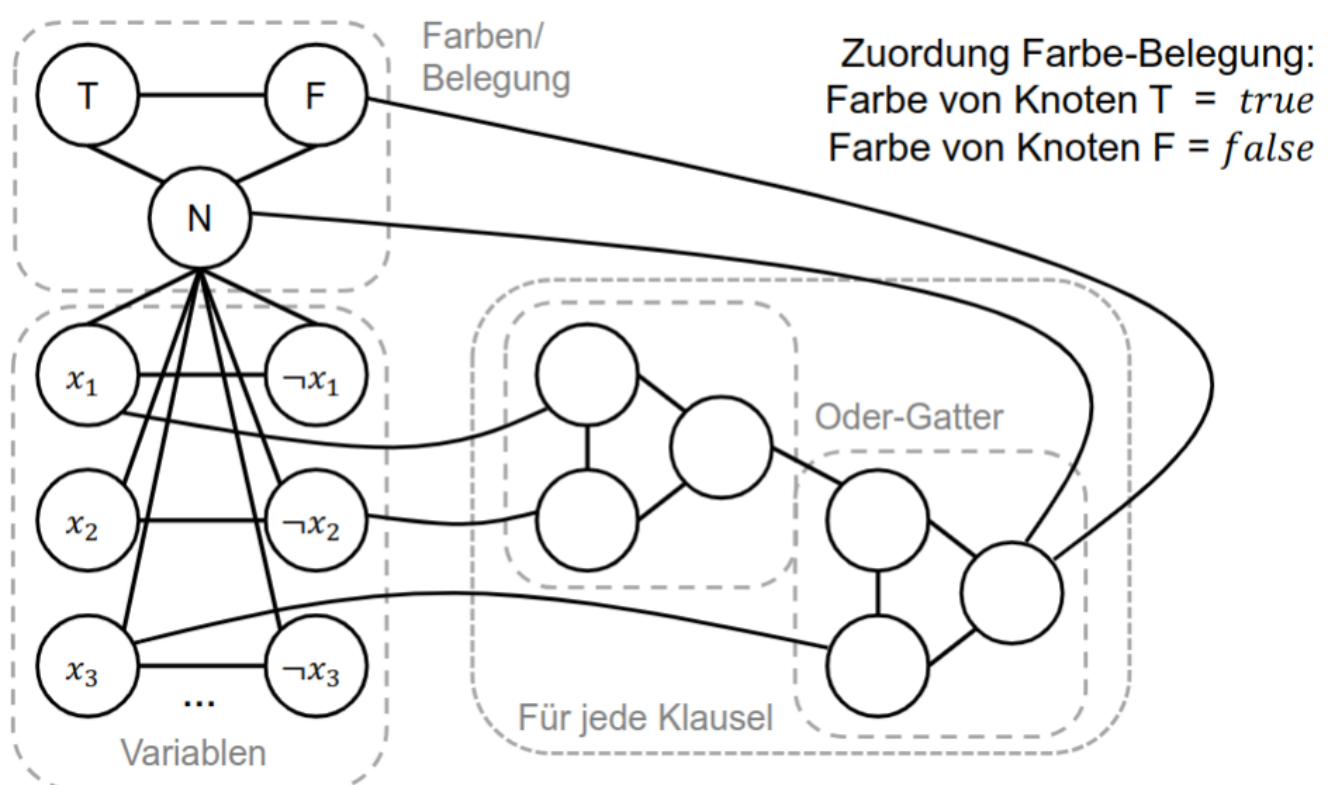 Farben/
Belegung
Zuordung Farbe-Belegung:
Farbe von Knoten T = true
Farbe von Knoten F = false
T
F
N
x₁
¬x₁
Oder-Gatter
x₂
¬x₂
x₃
¬x₃
...
Für jede Klausel
Variablen